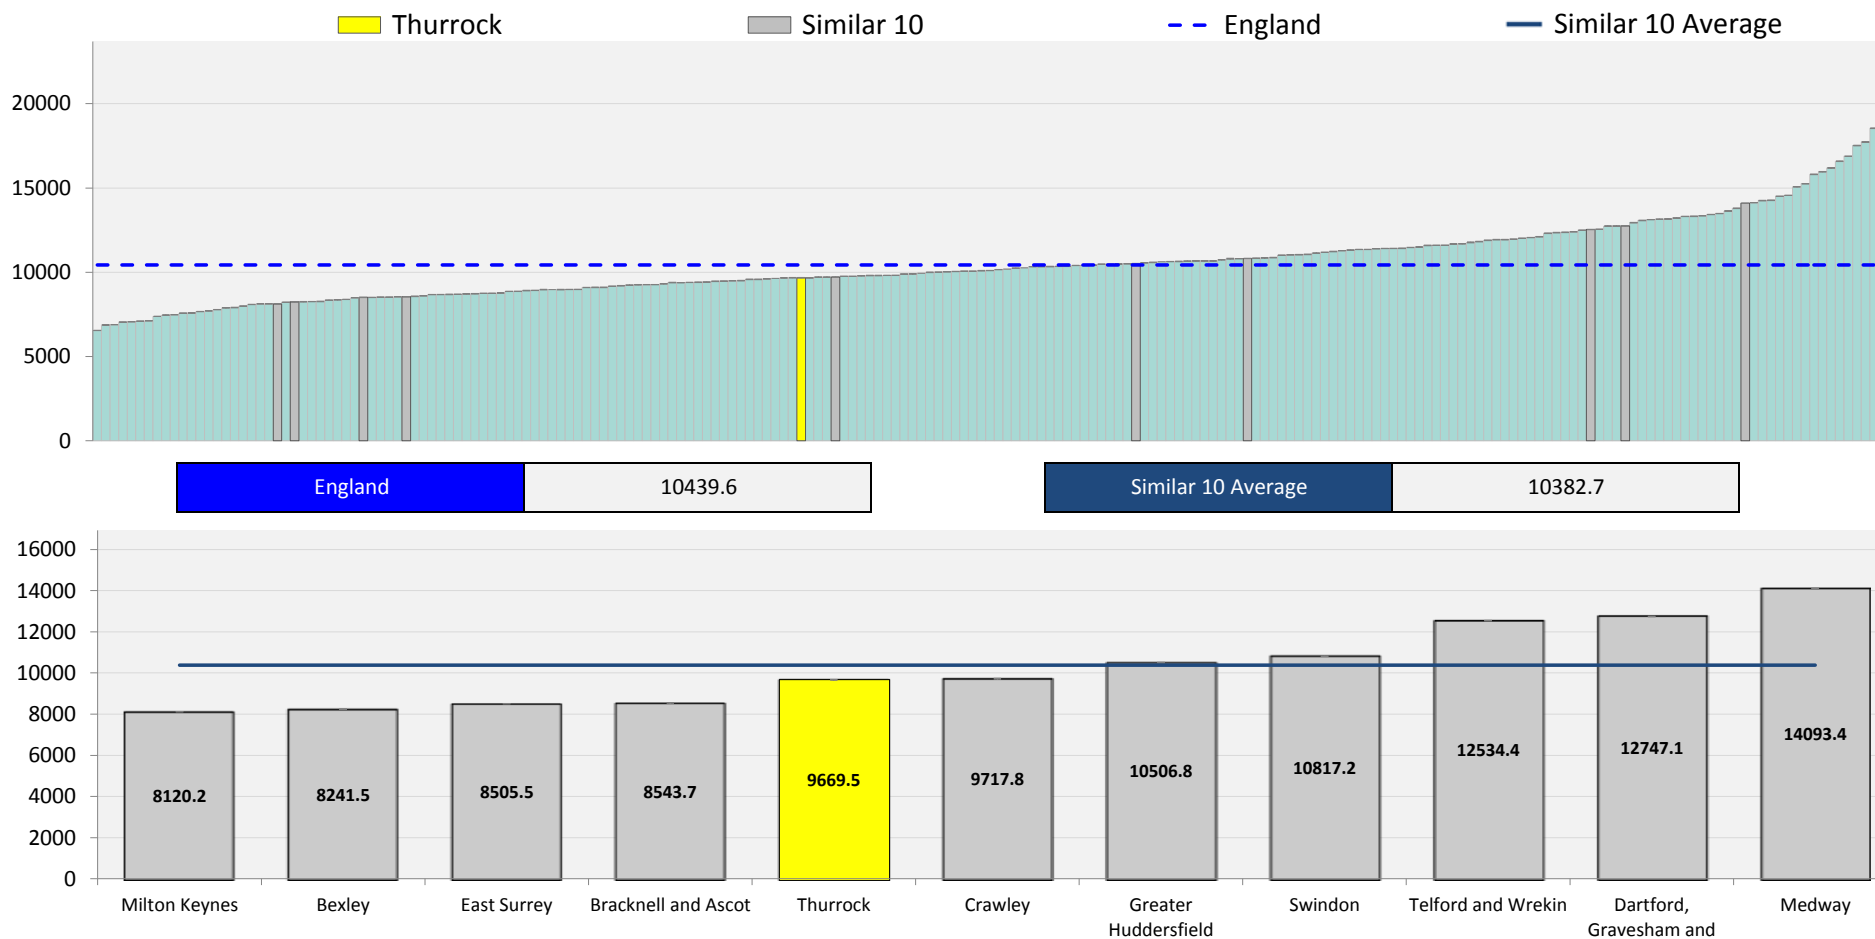 Thurrock Similar 10 England Similar 10 Average
20000
15000
10000
5000
0
England 10439.6 Similar 10 Average 10382.7
16000
14000
12000
10000
8000
6000
4000
2000
0
8120.2 8241.5 8505.5 8543.7 9669.5 9717.8 10506.8 10817.2 12534.4 12747.1 14093.4
Milton Keynes Bexley East Surrey Bracknell and Ascot Thurrock Crawley Greater Swindon Telford and Wrekin Dartford, Medway
Huddersfield Gravesham and